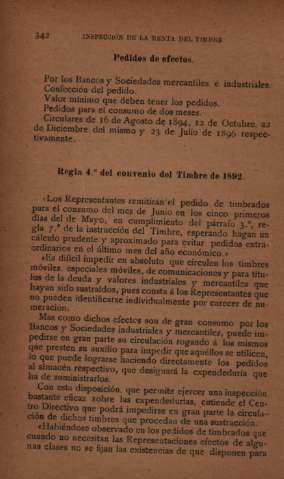 342 INSPECCIÓN DE LA RENTA DEL TIMBRE
Pedidos de efectos.
Por los Bancos y Sociedades mercantiles é industriales.
Confección del pedido.
Valor mínimo que deben tener los pedidos.
Pedidos para el consumo de dos meses.
Circulares de 16 de Agosto de 1894, 12 de Octubre, 22
de Diciembre del mismo y 23 de Julio de 1896 respec-
tivamente.
Regla 4.ª del convenio del Timbre de 1892.
«Los Representantes remitirán el pedido de timbrados
para el consumo del mes de Junio en los cinco primeros
días del de Mayo, en cumplimiento del párrafo 3.º, re-
gla 7.ª de la instrucción del Timbre, esperando hagan un
cálculo prudente y aproximado para evitar pedidos extra-
ordinarios en el último mes del año económico.»
«Es difícil impedir en absoluto que circulen los timbres
móviles, especiales móviles, de comunicaciones y para títu-
los de la deuda y valores industriales y mercantiles que
hayan sido sustraídos, pues consta á los Representantes que
no pueden identificarse individualmente por carecer de nu-
meración.
Mas como dichos efectos son de gran consumo por los
Bancos y Sociedades industriales y mercantiles, puede im-
pedirse en gran parte su circulación rogando á los mismos
que presten su auxilio para impedir que aquéllos se utilicen,
lo que puede lograrse haciendo directamente los pedidos
al almacén respectivo, que designará la expendeduría que
ha de suministrarlos.
Con esta disposición, que permite ejercer una inspección
bastante eficaz sobre las expendedurías, entiende el Cen-
tro Directivo que podrá impedirse en gran parte la circula-
ción de dichos timbres que procedan de una sustracción.
«Habiéndose observado en los pedidos de timbrados que
cuando no necesitan las Representaciones efectos de algu-
nas clases no se fijan las existencias de que disponen para